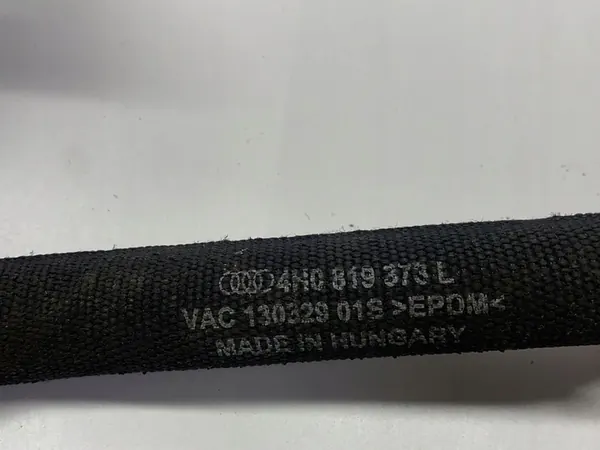 4H0 819 373 L
VAC 130329 01S >EPDM<
MADE IN HUNGARY